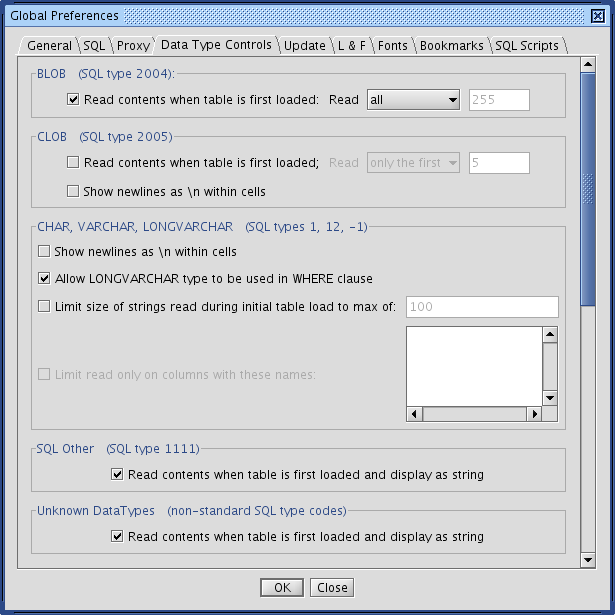 Global Preferences
General SQL Proxy Data Type Controls Update L & F Fonts Bookmarks SQL Scripts
BLOB (SQL type 2004):
Read contents when table is first loaded: Read all 255
CLOB (SQL type 2005)
Read contents when table is first loaded; Read only the first 5
Show newlines as \n within cells
CHAR, VARCHAR, LONGVARCHAR (SQL types 1, 12, -1)
Show newlines as \n within cells
Allow LONGVARCHAR type to be used in WHERE clause
Limit size of strings read during initial table load to max of: 100
Limit read only on columns with these names:
SQL Other (SQL type 1111)
Read contents when table is first loaded and display as string
Unknown DataTypes (non-standard SQL type codes)
Read contents when table is first loaded and display as string
OK Close